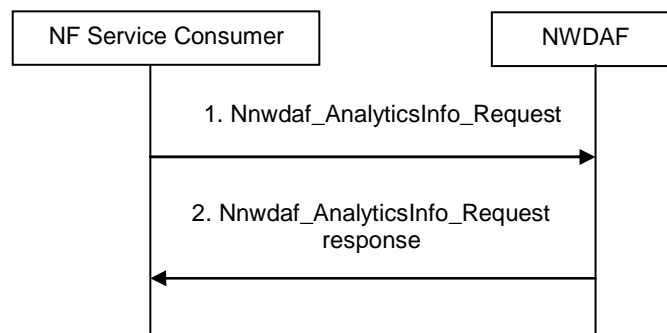 NF Service Consumer
NWDAF
1. Nnwdaf_AnalyticsInfo_Request
2. Nnwdaf_AnalyticsInfo_Request
response